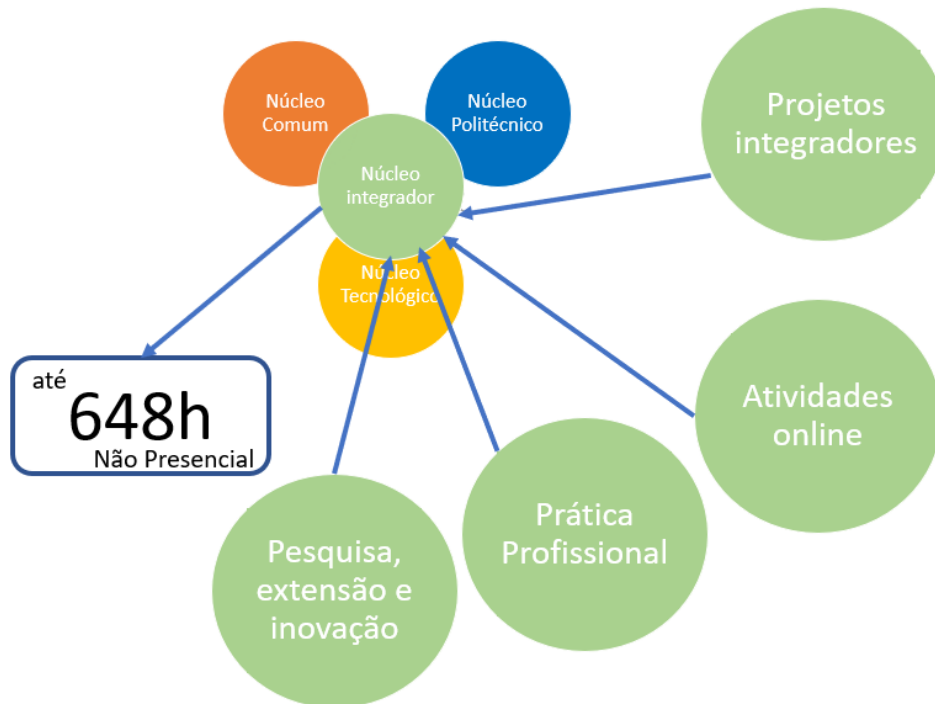 Núcleo
Comum
Núcleo
Politécnico
Núcleo
integrador
Núcleo
Tecnológico
Projetos
integradores
Atividades
online
Prática
Profissional
Pesquisa,
extensão e
inovação
até
648h
Não Presencial